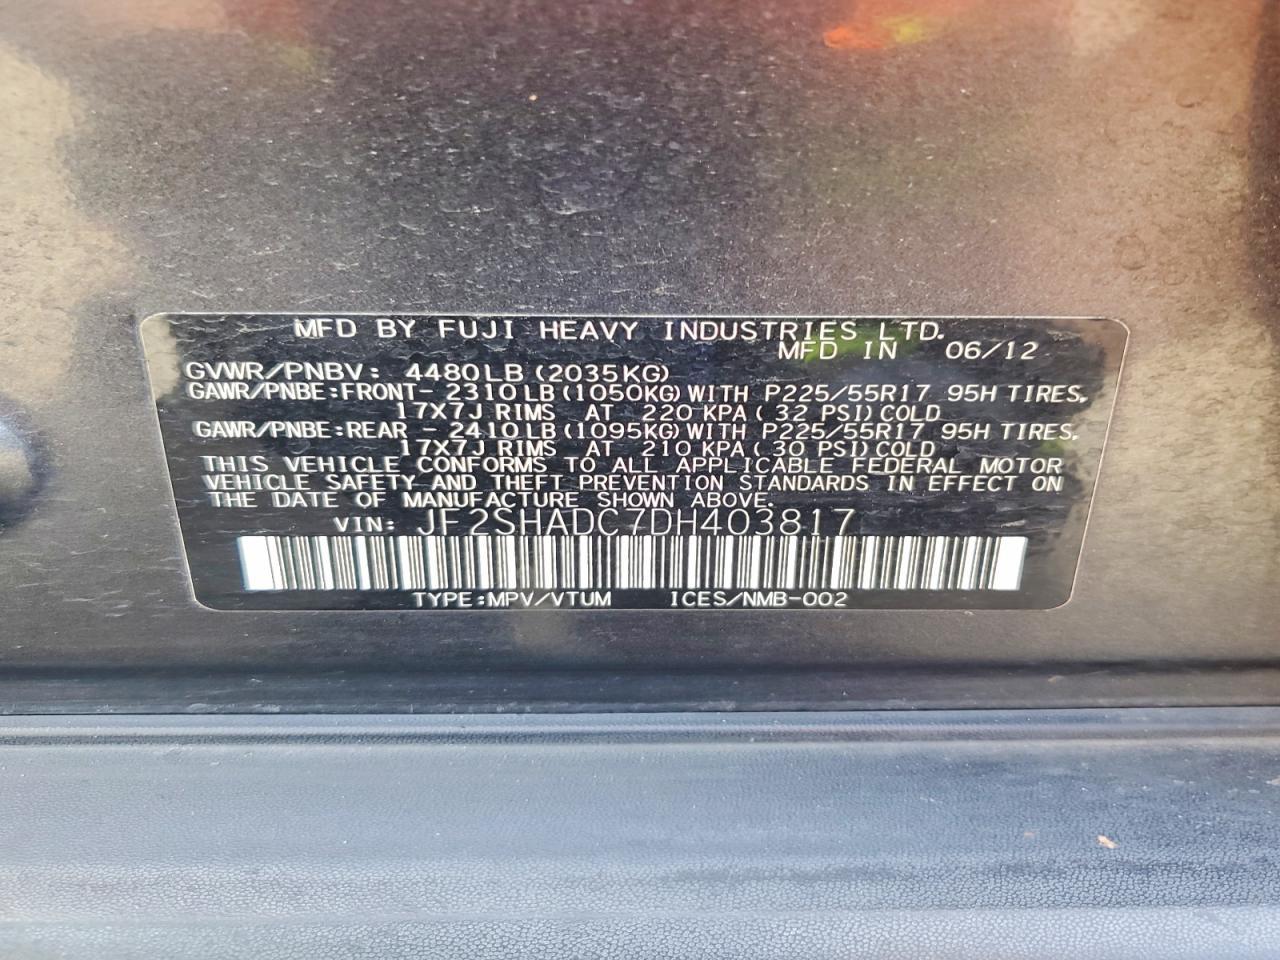 MFD BY FUJI HEAVY INDUSTRIES LTD.
MFD IN 06/12
GVWR/PNBV: 4480LB (2035KG)
GAWR/PNBE:FRONT- 2310LB(1050KG)WITH P225/55R17 95H TIRES,
17X7J RIMS AT 220 KPA( 32 PSI)COLD
GAWR/PNBE:REAR - 2410LB(1095KG)WITH P225/55R17 95H TIRES,
17X7J RIMS AT 210 KPA( 30 PSI)COLD
THIS VEHICLE CONFORMS TO ALL APPLICABLE FEDERAL MOTOR
VEHICLE SAFETY AND THEFT PREVENTION STANDARDS IN EFFECT ON
THE DATE OF MANUFACTURE SHOWN ABOVE.
VIN: JF2SHADC7DH403817
TYPE:MPV/VTUM ICES/NMB-002